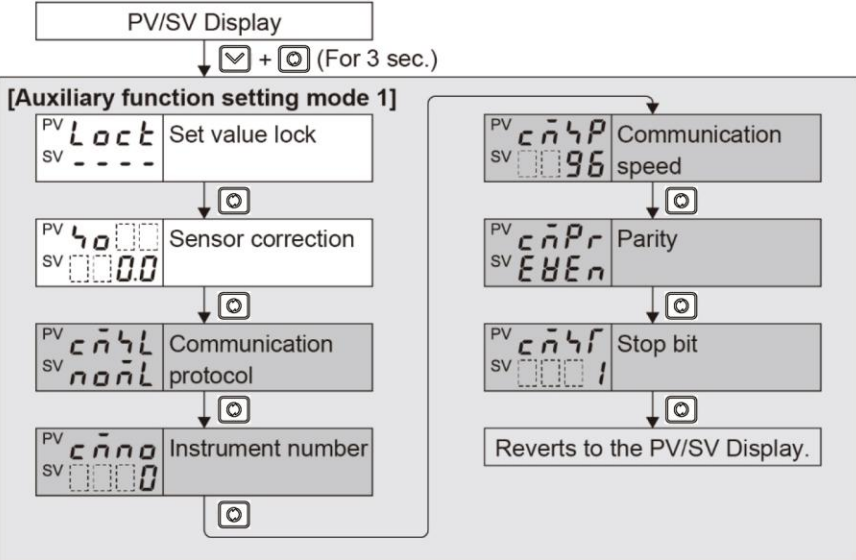 PV/SV Display
+ (For 3 sec.)
[Auxiliary function setting mode 1]
PV Loct Set value lock
SV - - - -
PV so Sensor correction
SV 0.0
PV cmsL Communication
SV nomL protocol
PV cmno Instrument number
SV 0
PV cmsP Communication
SV 96 speed
PV cmPr Parity
SV EVEn
PV cmsT Stop bit
SV 1
Reverts to the PV/SV Display.